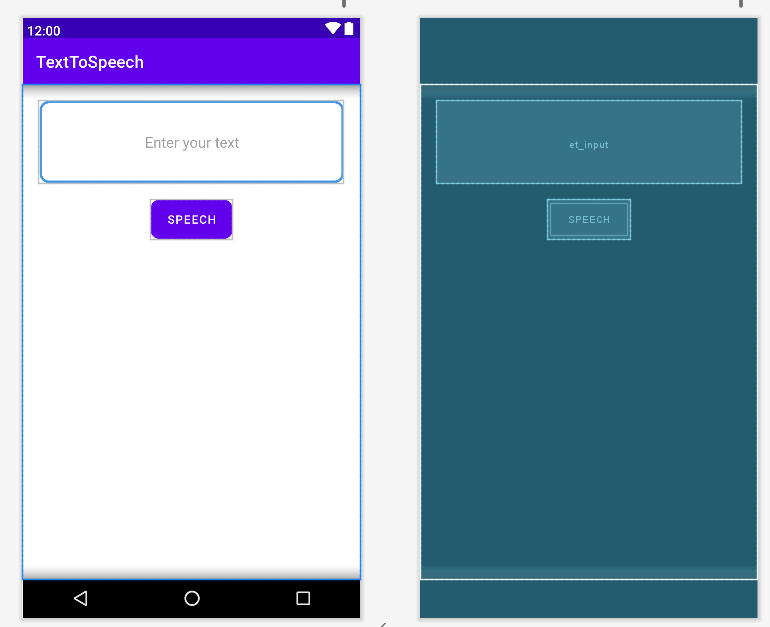 12:00
TextToSpeech
Enter your text
SPEECH
et_input
SPEECH